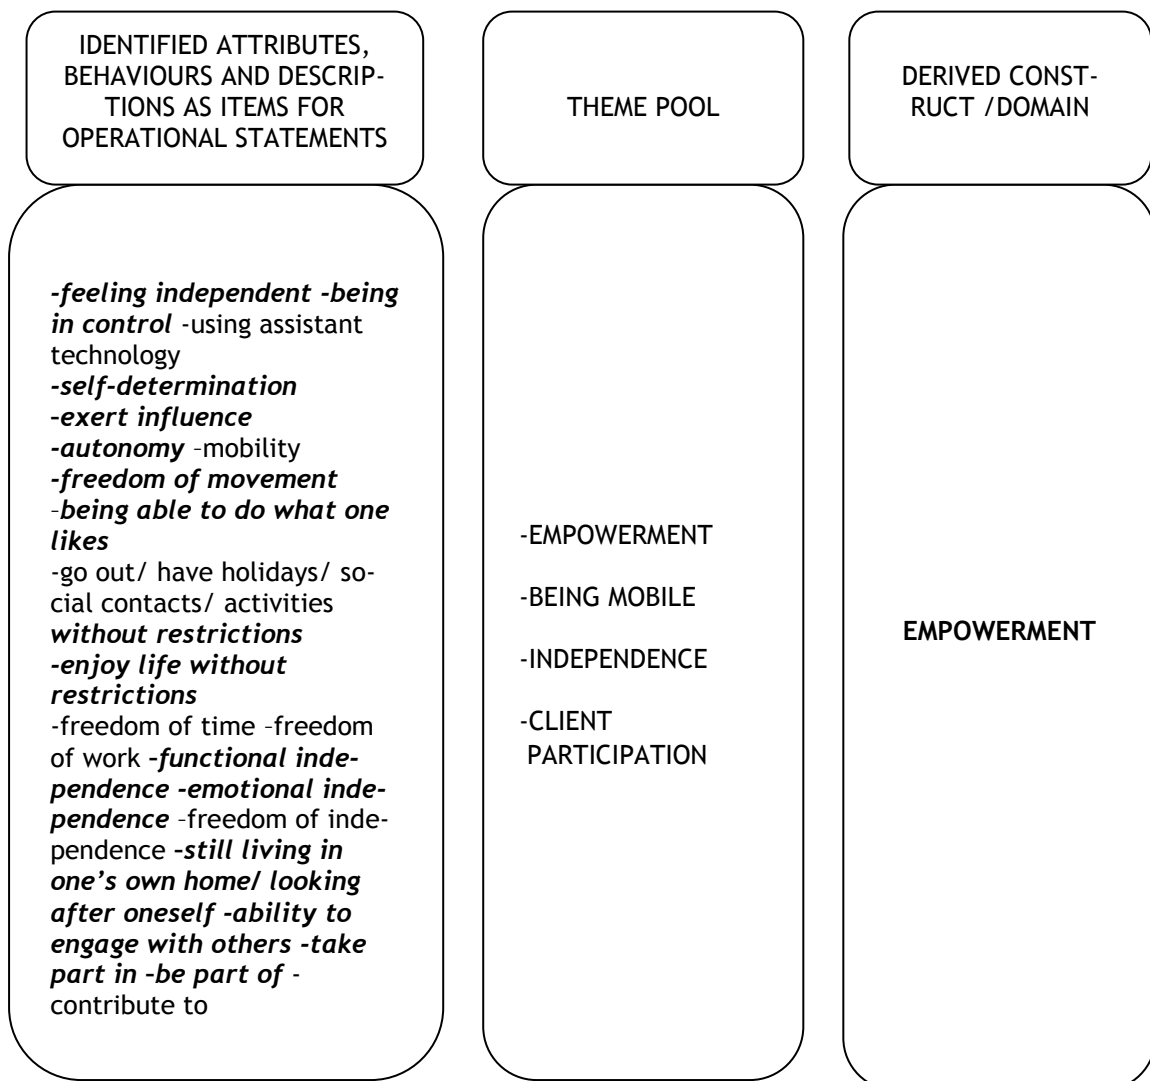 IDENTIFIED ATTRIBUTES,
BEHAVIOURS AND DESCRIP-
TIONS AS ITEMS FOR
OPERATIONAL STATEMENTS
THEME POOL
DERIVED CONST-
RUCT /DOMAIN
-feeling independent -being
in control -using assistant
technology
-self-determination
-exert influence
-autonomy –mobility
-freedom of movement
–being able to do what one
likes
-go out/ have holidays/ so-
cial contacts/ activities
without restrictions
-enjoy life without
restrictions
-freedom of time –freedom
of work –functional inde-
pendence -emotional inde-
pendence –freedom of inde-
pendence –still living in
one’s own home/ looking
after oneself -ability to
engage with others -take
part in –be part of -
contribute to
-EMPOWERMENT
-BEING MOBILE
-INDEPENDENCE
-CLIENT
PARTICIPATION
EMPOWERMENT